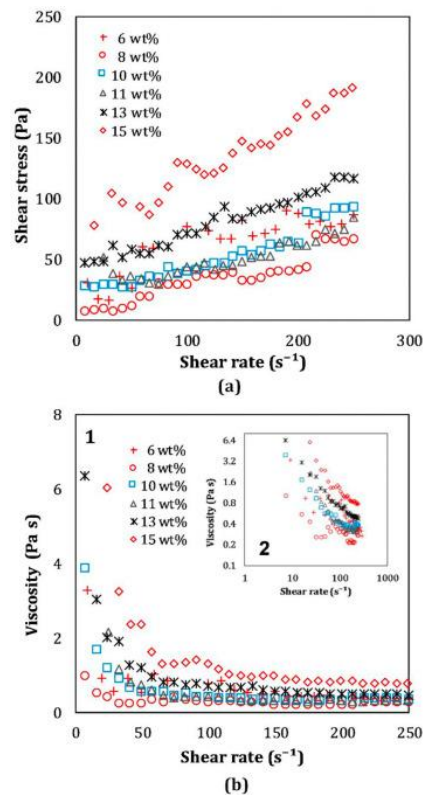 250
200
150
100
50
0
Shear stress (Pa)
6 wt%
8 wt%
10 wt%
11 wt%
13 wt%
15 wt%
0 100 200 300
Shear rate (s⁻¹)
(a)
8
6
4
2
0
Viscosity (Pa s)
1
6 wt%
8 wt%
10 wt%
11 wt%
13 wt%
15 wt%
6.4
3.2
1.6
0.8
0.4
0.2
0.1
Viscosity (Pa s)
2
1 10 100 1000
Shear rate (s⁻¹)
0 50 100 150 200 250
Shear rate (s⁻¹)
(b)